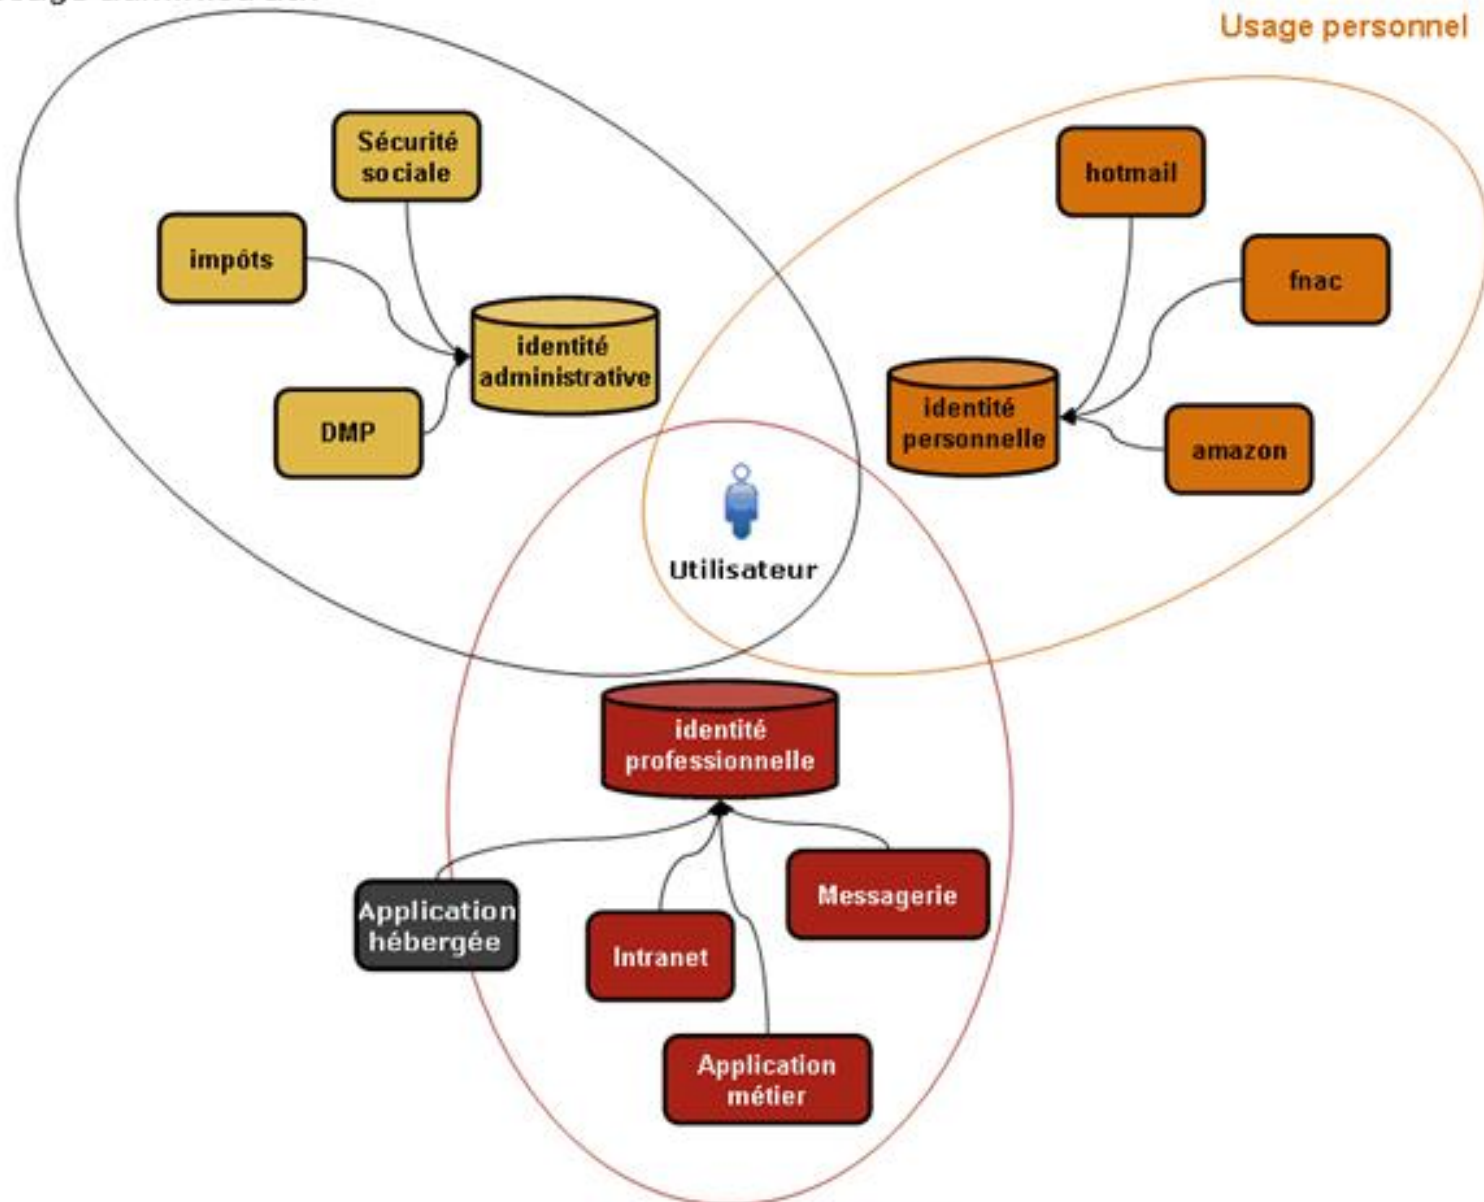 Usage personnel
Sécurité
sociale
hotmail
impôts
fnac
identité
administrative
identité
personnelle
DMP
amazon
Utilisateur
identité
professionnelle
Application
hébergée
Messagerie
Intranet
Application
métier